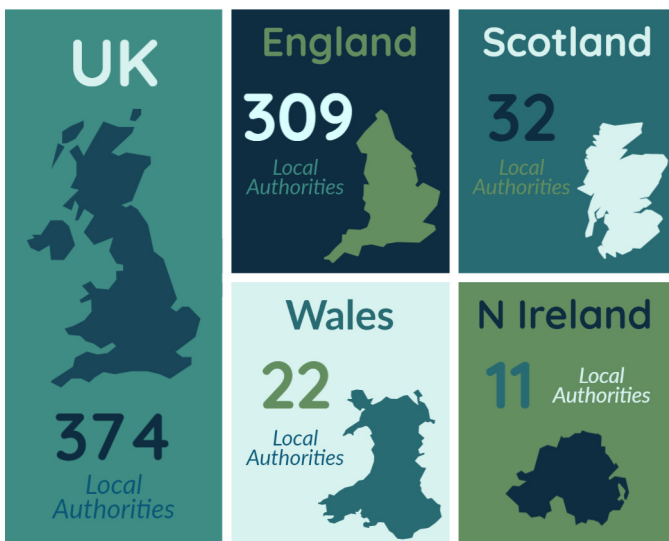 UK
374
Local
Authorities
England
309
Local
Authorities
Scotland
32
Local
Authorities
Wales
22
Local
Authorities
N Ireland
11
Local
Authorities